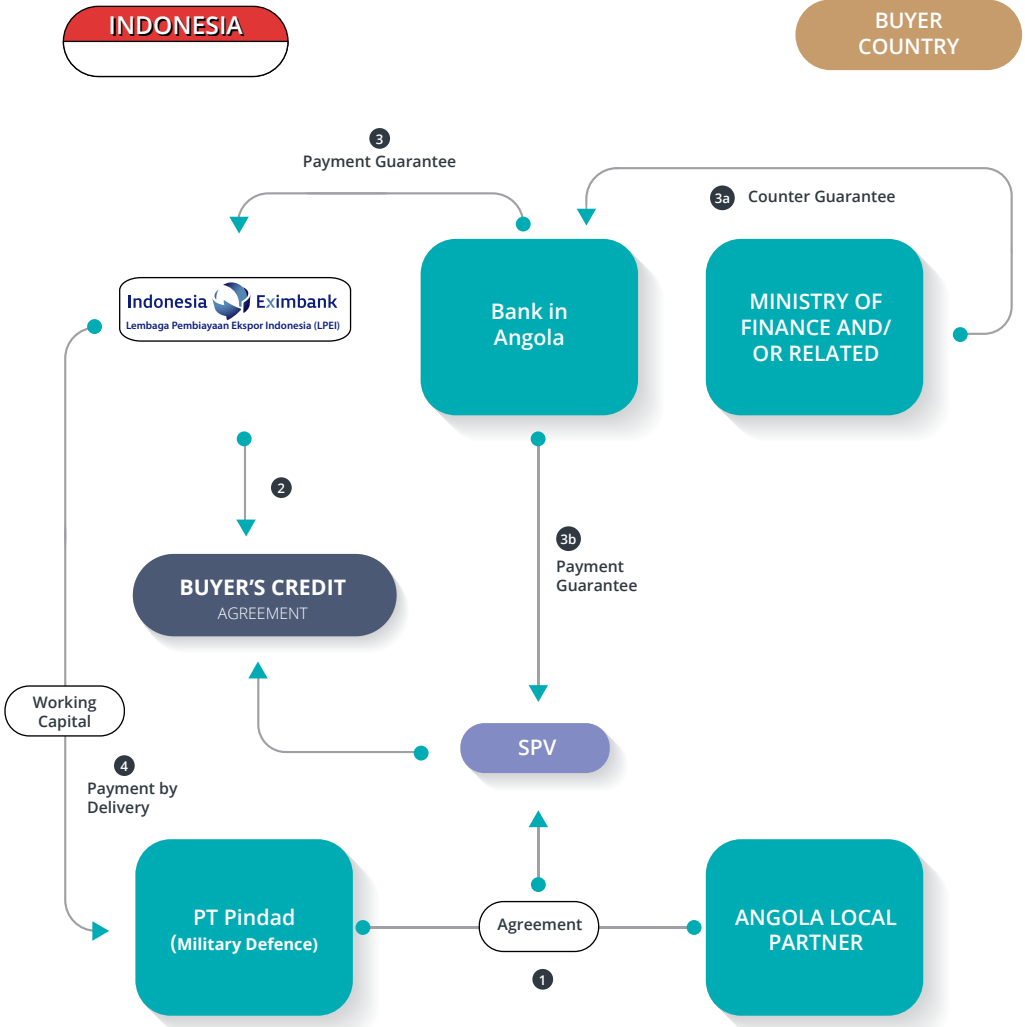 INDONESIA
BUYER
COUNTRY
3
Payment Guarantee
3a
Counter Guarantee
Indonesia Eximbank
Lembaga Pembiayaan Ekspor Indonesia (LPEI)
Bank in
Angola
MINISTRY OF
FINANCE AND/
OR RELATED
2
3b
Payment
Guarantee
BUYER’S CREDIT
AGREEMENT
Working
Capital
SPV
4
Payment by
Delivery
PT Pindad
(Military Defence)
Agreement
1
ANGOLA LOCAL
PARTNER